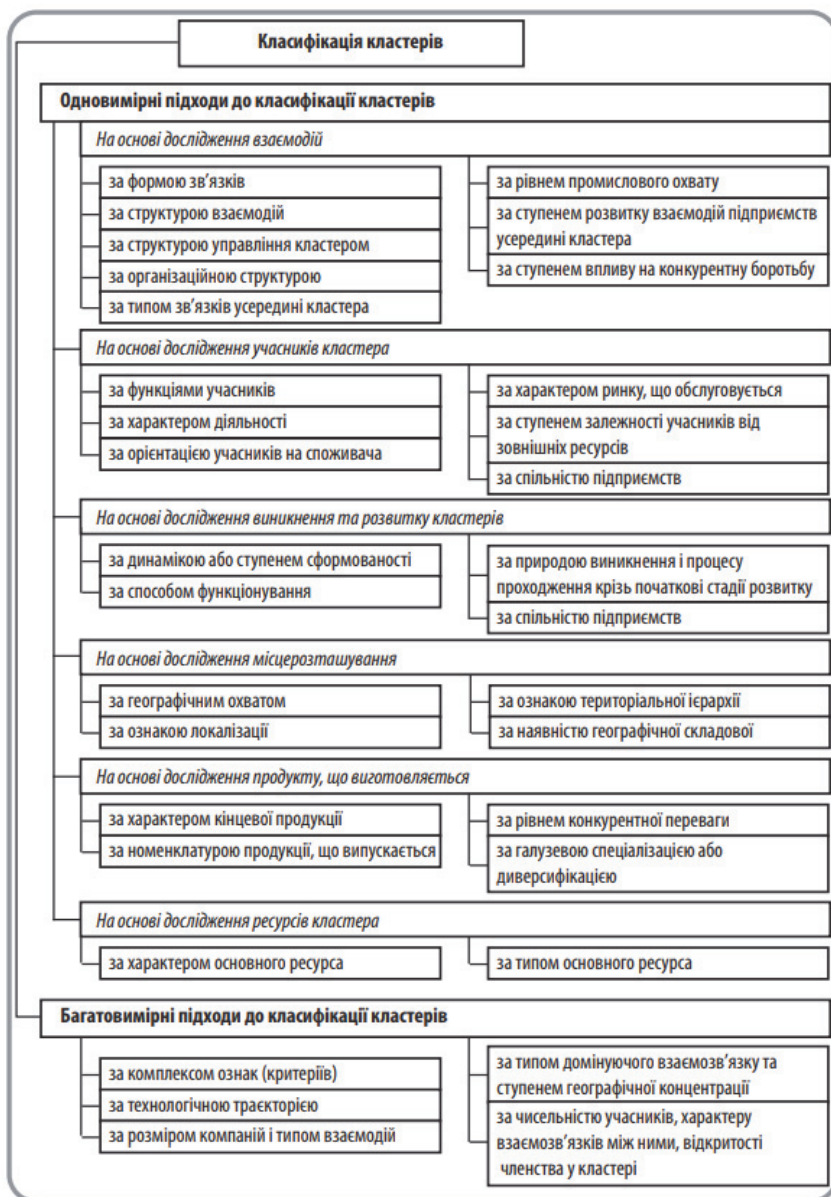 Класифікація кластерів
Одновимірні підходи до класифікації кластерів
На основі дослідження взаємодій
за формою зв’язків
за структурою взаємодій
за структурою управління кластером
за організаційною структурою
за типом зв’язків усередині кластера
за рівнем промислового охвату
за ступенем розвитку взаємодій підприємств
усередині кластера
за ступенем впливу на конкурентну боротьбу
На основі дослідження учасників кластера
за функціями учасників
за характером діяльності
за орієнтацією учасників на споживача
за характером ринку, що обслуговується
за ступенем залежності учасників від
зовнішніх ресурсів
за спільністю підприємств
На основі дослідження виникнення та розвитку кластерів
за динамікою або ступенем сформованості
за способом функціонування
за природою виникнення і процесу
проходження крізь початкові стадії розвитку
за спільністю підприємств
На основі дослідження місцерозташування
за географічним охватом
за ознакою локалізації
за ознакою територіальної ієрархії
за наявністю географічної складової
На основі дослідження продукту, що виготовляється
за характером кінцевої продукції
за номенклатурою продукції, що випускається
за рівнем конкурентної переваги
за галузевою спеціалізацією або
диверсифікацією
На основі дослідження ресурсів кластера
за характером основного ресурса
за типом основного ресурса
Багатовимірні підходи до класифікації кластерів
за комплексом ознак (критеріїв)
за технологічною траєкторією
за розміром компаній і типом взаємодій
за типом домінуючого взаємозв’язку та
ступенем географічної концентрації
за чисельністю учасників, характеру
взаємозв’язків між ними, відкритості
членства у кластері